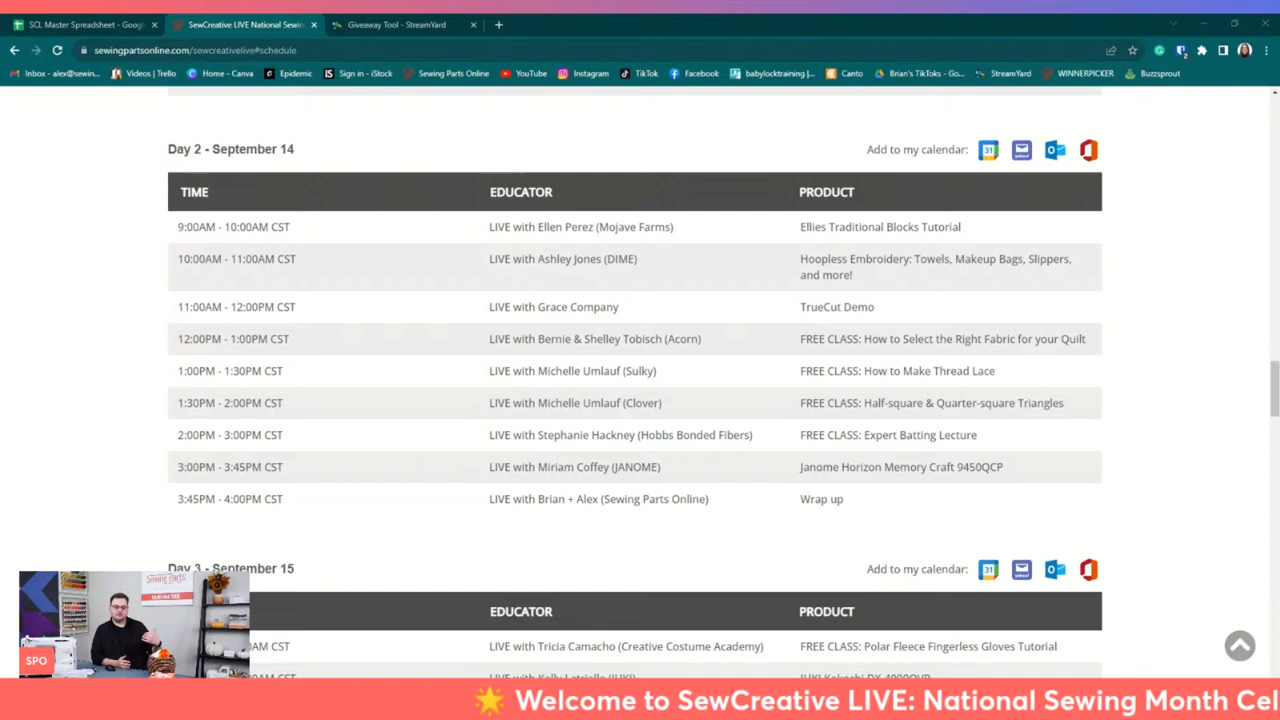 SCL Master Spreadsheet - Google
SewCreative LIVE National Sewin
Giveaway Tool - StreamYard
sewingpartsonline.com/sewcreativelive#schedule
Inbox - alex@sewin... Videos | Trello Home - Canva Epidemic Sign in - iStock Sewing Parts Online YouTube Instagram TikTok Facebook babylocktraining |... Canto Brian's TikToks - Go... StreamYard WINNERPICKER Buzzsprout
Day 2 - September 14
Add to my calendar:
TIME EDUCATOR PRODUCT
9:00AM - 10:00AM CST LIVE with Ellen Perez (Mojave Farms) Ellies Traditional Blocks Tutorial
10:00AM - 11:00AM CST LIVE with Ashley Jones (DIME) Hoopless Embroidery: Towels, Makeup Bags, Slippers,
and more!
11:00AM - 12:00PM CST LIVE with Grace Company TrueCut Demo
12:00PM - 1:00PM CST LIVE with Bernie & Shelley Tobisch (Acorn) FREE CLASS: How to Select the Right Fabric for your Quilt
1:00PM - 1:30PM CST LIVE with Michelle Umlauf (Sulky) FREE CLASS: How to Make Thread Lace
1:30PM - 2:00PM CST LIVE with Michelle Umlauf (Clover) FREE CLASS: Half-square & Quarter-square Triangles
2:00PM - 3:00PM CST LIVE with Stephanie Hackney (Hobbs Bonded Fibers) FREE CLASS: Expert Batting Lecture
3:00PM - 3:45PM CST LIVE with Miriam Coffey (JANOME) Janome Horizon Memory Craft 9450QCP
3:45PM - 4:00PM CST LIVE with Brian + Alex (Sewing Parts Online) Wrap up
Day 3 - September 15
Add to my calendar:
EDUCATOR PRODUCT
AM CST LIVE with Tricia Camacho (Creative Costume Academy) FREE CLASS: Polar Fleece Fingerless Gloves Tutorial
Sewing Parts
SPO
Welcome to SewCreative LIVE: National Sewing Month Cel